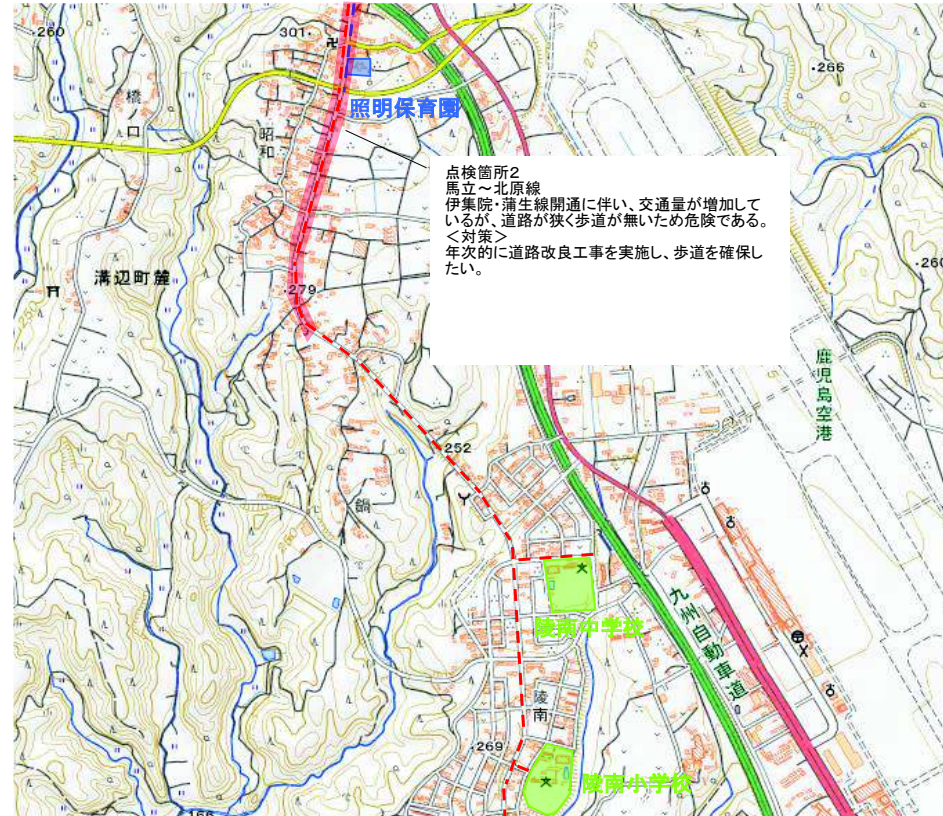 ・260
301・
275
・266
橋ノ口
照明保育園
昭和
点検箇所2
馬立~北原線
伊集院・蒲生線開通に伴い、交通量が増加して
いるが、道路が狭く歩道が無いため危険である。
<対策>
年次的に道路改良工事を実施し、歩道を確保し
たい。
・260
溝辺町麓
・279
鹿児島空港
・252
鍋
九州自動車道
陵南中学校
陵南
・269
陵南小学校
166